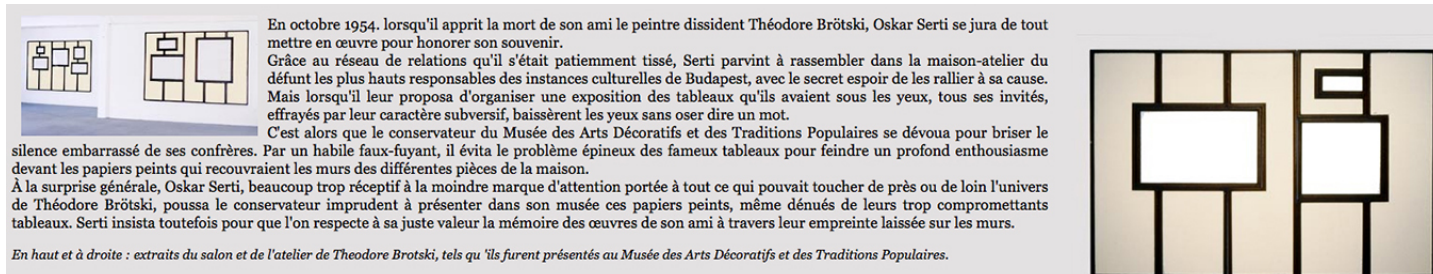 En octobre 1954. lorsqu'il apprit la mort de son ami le peintre dissident Théodore Brötski, Oskar Serti se jura de tout
mettre en œuvre pour honorer son souvenir.
Grâce au réseau de relations qu'il s'était patiemment tissé, Serti parvint à rassembler dans la maison-atelier du
défunt les plus hauts responsables des instances culturelles de Budapest, avec le secret espoir de les rallier à sa cause.
Mais lorsqu'il leur proposa d'organiser une exposition des tableaux qu'ils avaient sous les yeux, tous ses invités,
effrayés par leur caractère subversif, baissèrent les yeux sans oser dire un mot.
C'est alors que le conservateur du Musée des Arts Décoratifs et des Traditions Populaires se dévoua pour briser le
silence embarrassé de ses confrères. Par un habile faux-fuyant, il évita le problème épineux des fameux tableaux pour feindre un profond enthousiasme
devant les papiers peints qui recouvraient les murs des différentes pièces de la maison.
À la surprise générale, Oskar Serti, beaucoup trop réceptif à la moindre marque d'attention portée à tout ce qui pouvait toucher de près ou de loin l'univers
de Théodore Brötski, poussa le conservateur imprudent à présenter dans son musée ces papiers peints, même dénués de leurs trop compromettants
tableaux. Serti insista toutefois pour que l'on respecte à sa juste valeur la mémoire des œuvres de son ami à travers leur empreinte laissée sur les murs.
En haut et à droite : extraits du salon et de l'atelier de Theodore Brotski, tels qu 'ils furent présentés au Musée des Arts Décoratifs et des Traditions Populaires.